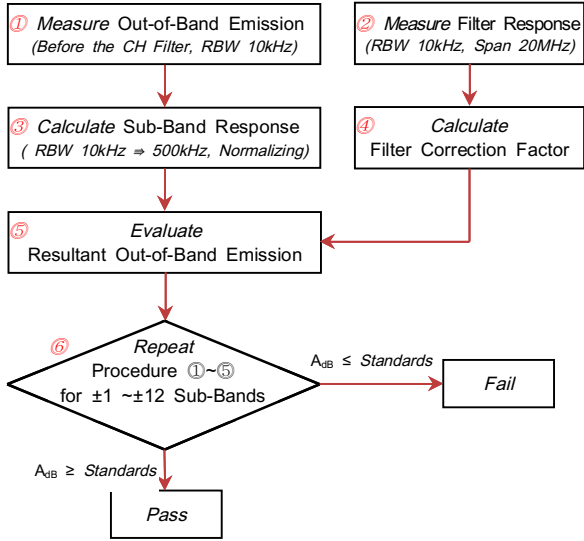 ① Measure Out-of-Band Emission
(Before the CH Filter, RBW 10kHz)
② Measure Filter Response
(RBW 10kHz, Span 20MHz)
③ Calculate Sub-Band Response
( RBW 10kHz ⇒ 500kHz, Normalizing)
④ Calculate
Filter Correction Factor
⑤ Evaluate
Resultant Out-of-Band Emission
⑥ Repeat
Procedure ①~⑤
for ±1 ~±12 Sub-Bands
AdB ≤ Standards
Fail
AdB ≥ Standards
Pass